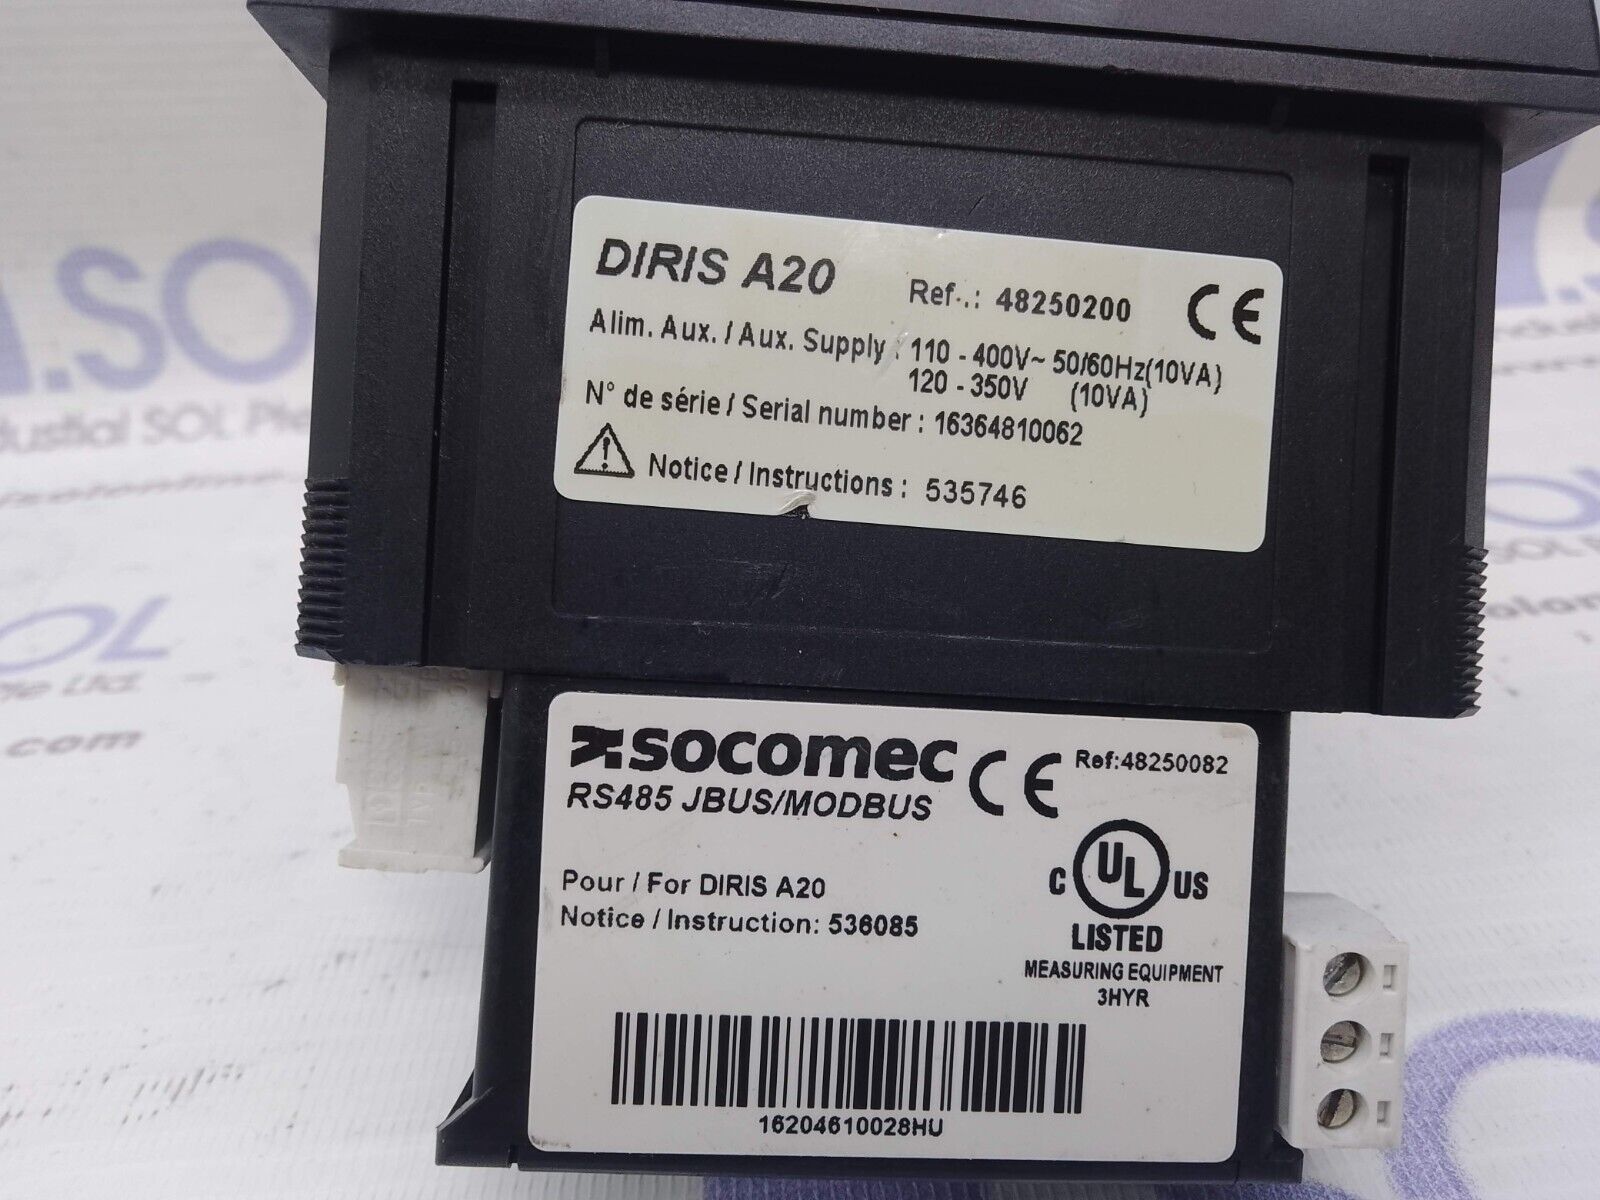 DIRIS A20
Ref..: 48250200
CE
Alim. Aux. / Aux. Supply : 110 - 400V~ 50/60Hz(10VA)
120 - 350V (10VA)
N° de série / Serial number : 16364810062
Notice / Instructions : 535746
socomec
CE
Ref:48250082
RS485 JBUS/MODBUS
C UL US
LISTED
MEASURING EQUIPMENT
3HYR
Pour / For DIRIS A20
Notice / Instruction: 536085
16204610028HU